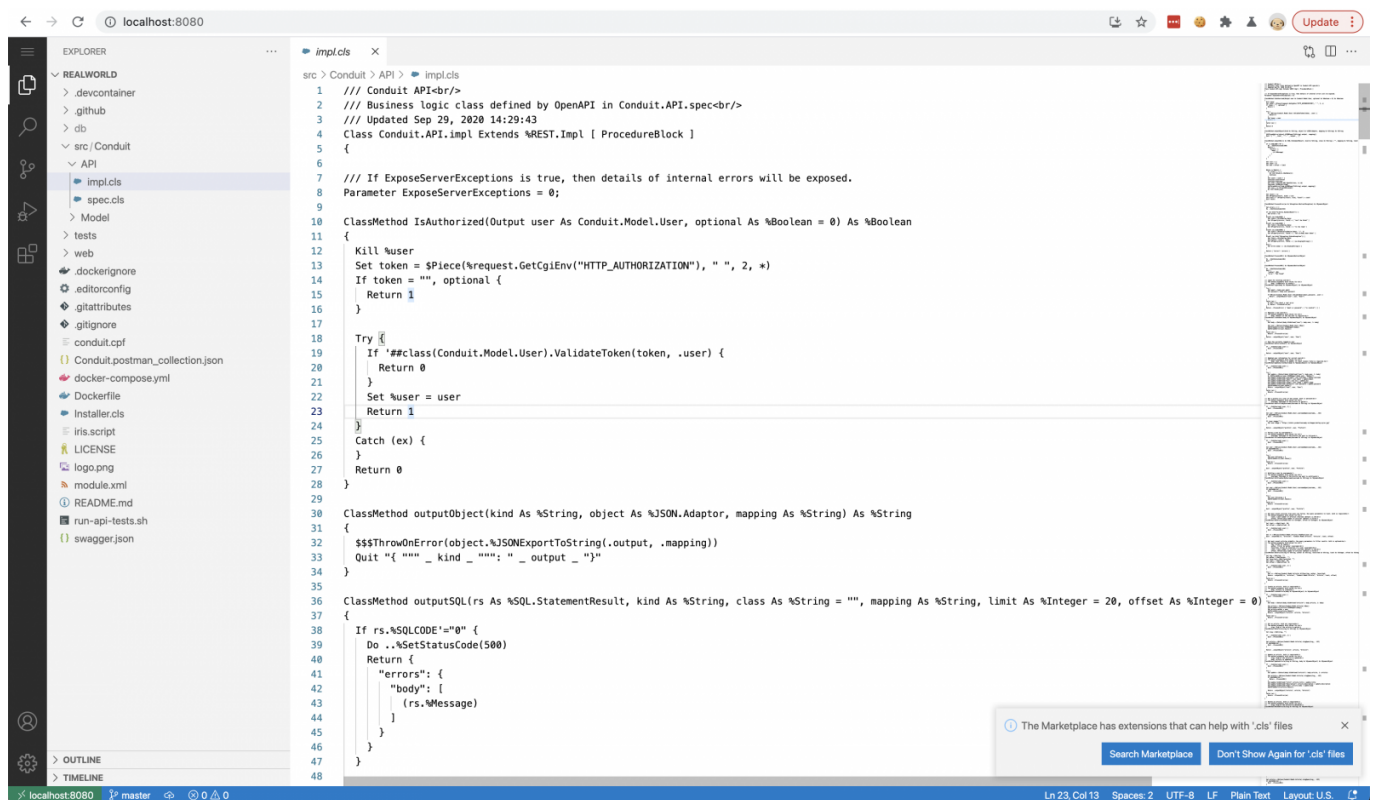 localhost:8080
Update
EXPLORER
REALWORLD
.devcontainer
.github
db
src/Conduit
API
impl.cls
spec.cls
Model
tests
web
.dockerignore
.editorconfig
.gitattributes
.gitignore
conduit.cpf
Conduit.postman_collection.json
docker-compose.yml
Dockerfile
Installer.cls
iris.script
LICENSE
logo.png
module.xml
README.md
run-api-tests.sh
swagger.json
OUTLINE
TIMELINE
impl.cls
src > Conduit > API > impl.cls
1 /// Conduit API<br/>
2 /// Business logic class defined by OpenAPI in Conduit.API.spec<br/>
3 /// Updated Sep 29, 2020 14:29:43
4 Class Conduit.API.impl Extends %REST.Impl [ ProcedureBlock ]
5 {
6
7 /// If ExposeServerExceptions is true, then details of internal errors will be exposed.
8 Parameter ExposeServerExceptions = 0;
9
10 ClassMethod IsAuthorized(Output user As Conduit.Model.User, optional As %Boolean = 0) As %Boolean
11 {
12 Kill %user
13 Set token = $Piece(%request.GetCgiEnv("HTTP_AUTHORIZATION"), " ", 2, *)
14 If token = "", optional {
15 Return 1
16 }
17
18 Try {
19 If '##class(Conduit.Model.User).ValidateToken(token, .user) {
20 Return 0
21 }
22 Set %user = user
23 Return 1
24 }
25 Catch (ex) {
26 }
27 Return 0
28 }
29
30 ClassMethod outputObject(kind As %String, object As %JSON.Adaptor, mapping As %String) As %String
31 {
32 $$$ThrowOnError(object.%JSONExportToString(.output, .mapping))
33 Quit "{ """ _ kind _ """: " _ output _ "}"
34 }
35
36 ClassMethod outputSQL(rs As %SQL.StatementResult, kind As %String, cls As %String = "", mapping As %String, limit As %Integer = 20, offset As %Integer = 0)
37 {
38 If rs.%SQLCODE'="0" {
39 Do ..%SetStatusCode(500)
40 Return {
41 "errors": {
42 "body": [
43 (rs.%Message)
44 ]
45 }
46 }
47 }
48
The Marketplace has extensions that can help with '.cls' files
Search Marketplace
Don't Show Again for '.cls' files
localhost:8080
master
0 0
Ln 23, Col 13
Spaces: 2
UTF-8
LF
Plain Text
Layout: U.S.